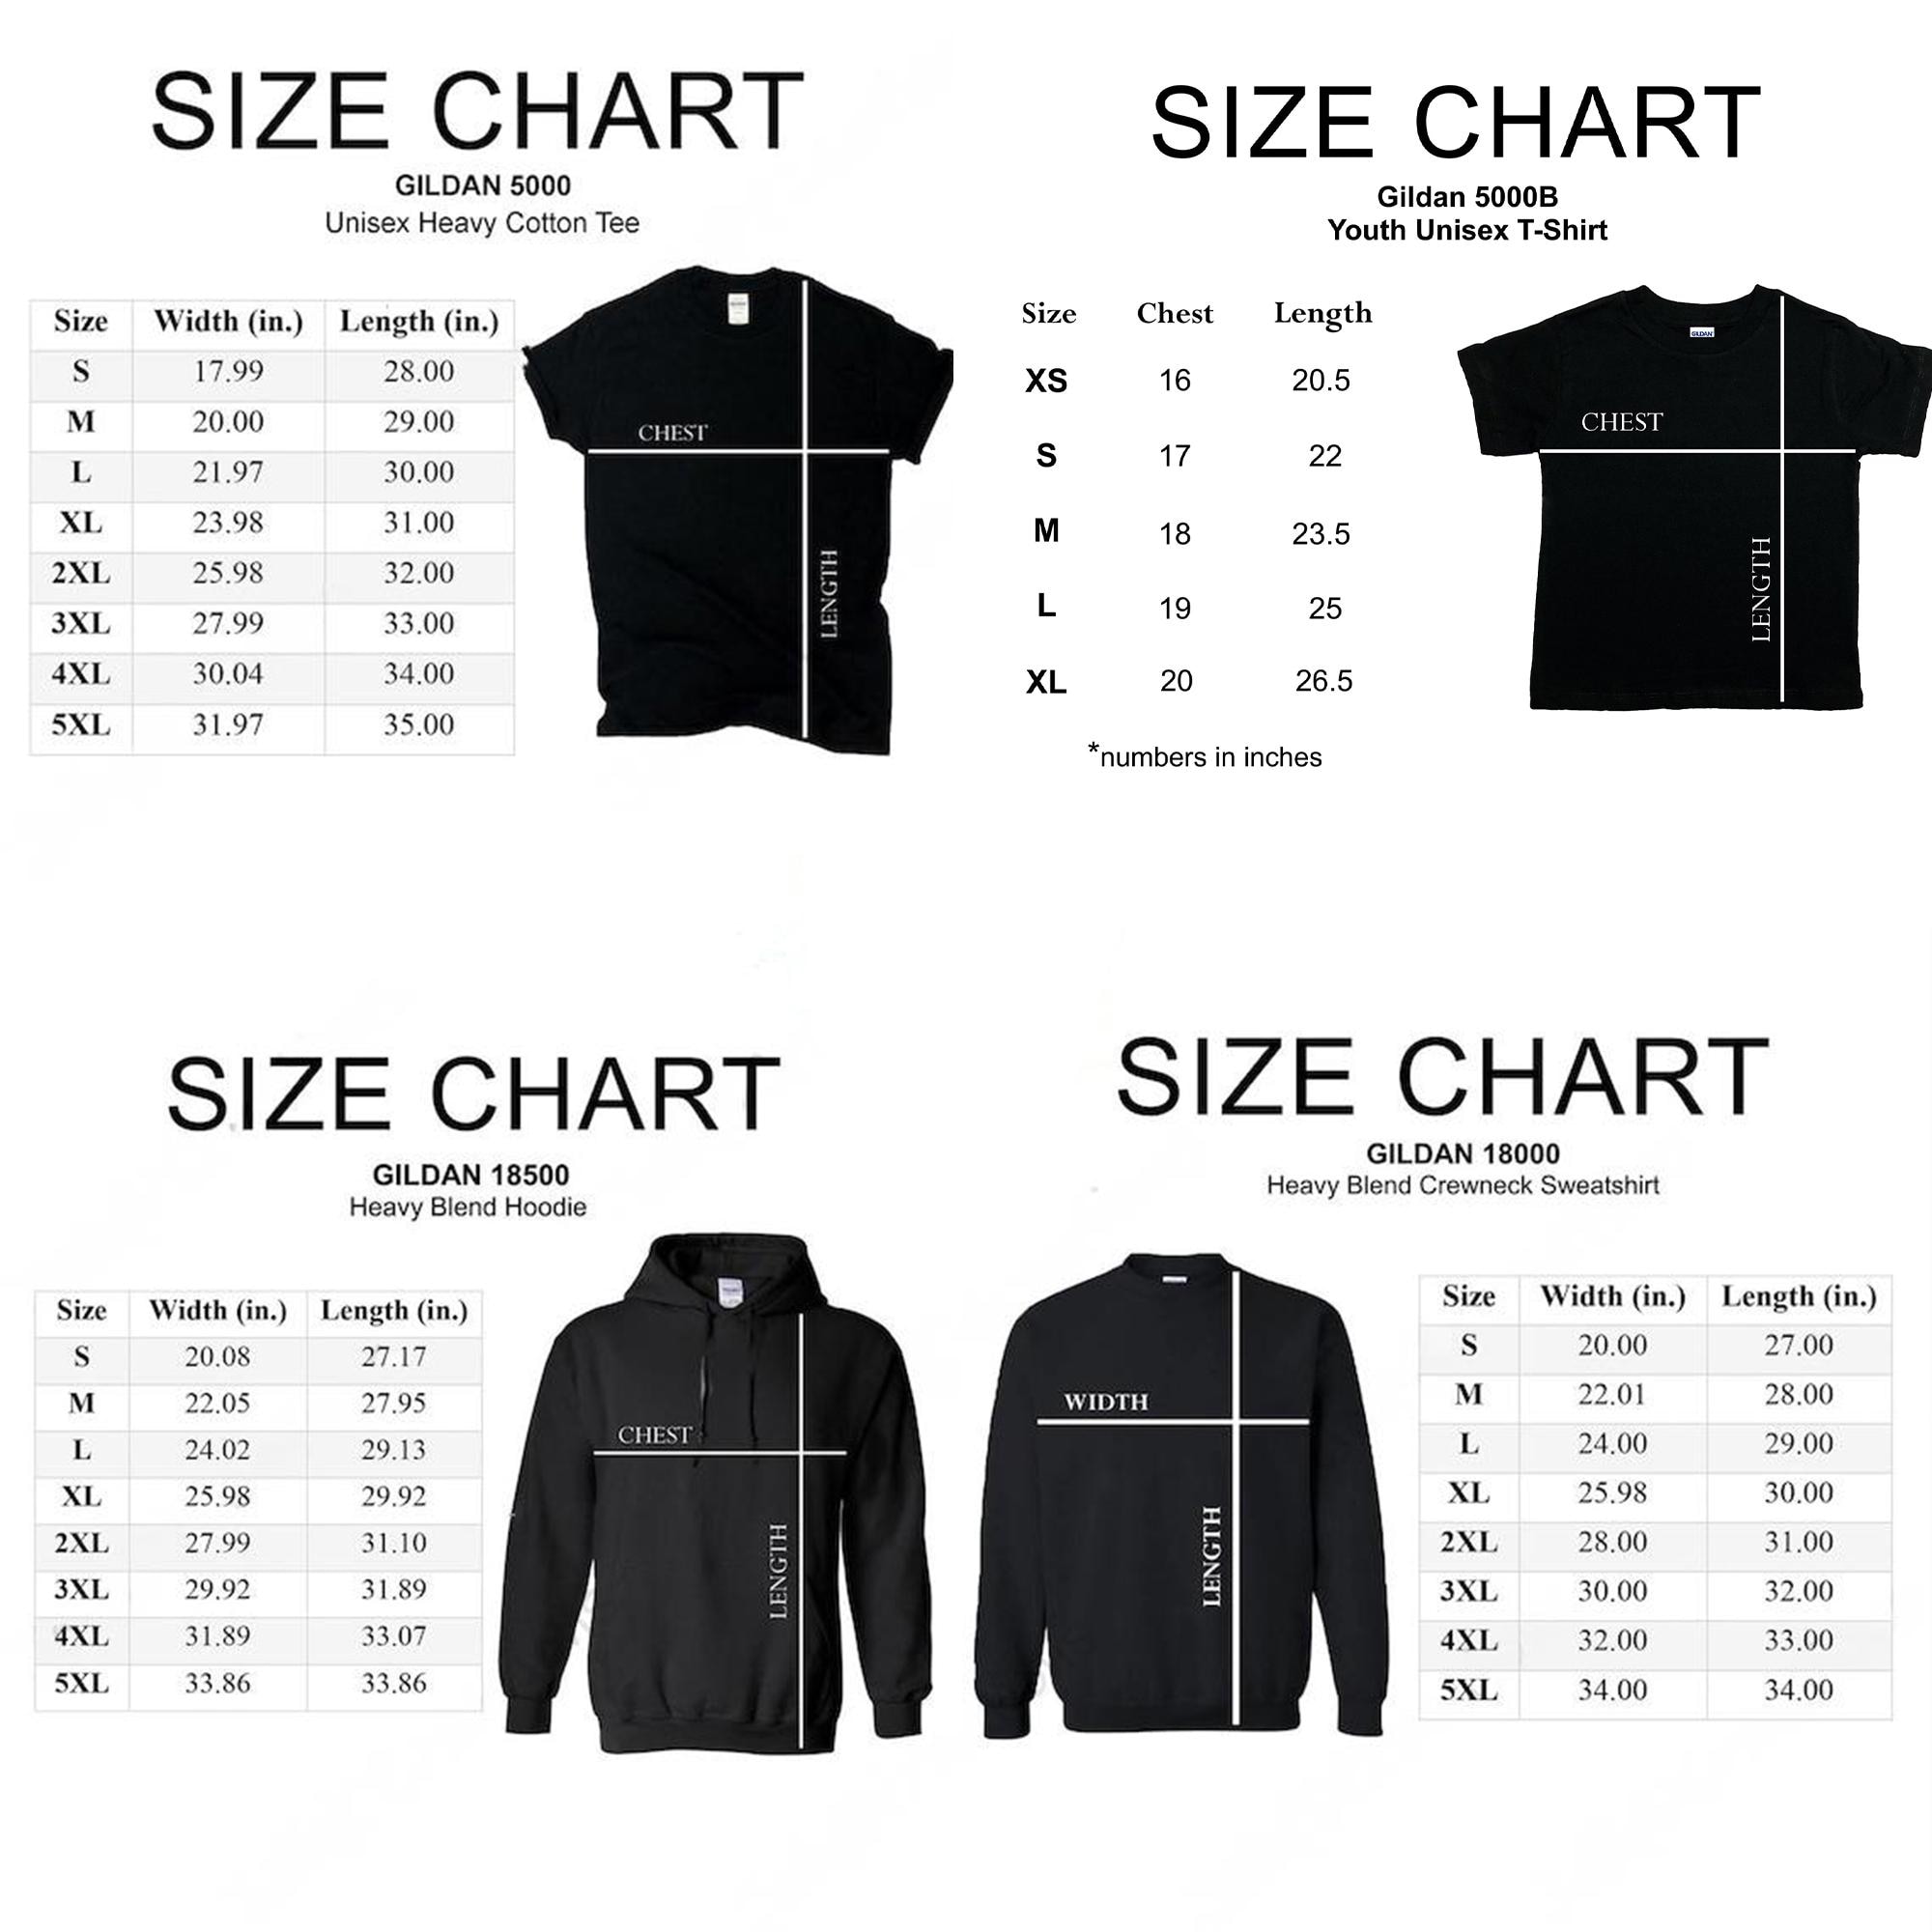 SIZE CHART
GILDAN 5000
Unisex Heavy Cotton Tee
Size Width (in.) Length (in.)
S 17.99 28.00
M 20.00 29.00
L 21.97 30.00
XL 23.98 31.00
2XL 25.98 32.00
3XL 27.99 33.00
4XL 30.04 34.00
5XL 31.97 35.00
CHEST
LENGTH
SIZE CHART
Gildan 5000B
Youth Unisex T-Shirt
Size Chest Length
XS 16 20.5
S 17 22
M 18 23.5
L 19 25
XL 20 26.5
*numbers in inches
GILDAN
CHEST
LENGTH
SIZE CHART
GILDAN 18500
Heavy Blend Hoodie
Size Width (in.) Length (in.)
S 20.08 27.17
M 22.05 27.95
L 24.02 29.13
XL 25.98 29.92
2XL 27.99 31.10
3XL 29.92 31.89
4XL 31.89 33.07
5XL 33.86 33.86
CHEST
LENGTH
SIZE CHART
GILDAN 18000
Heavy Blend Crewneck Sweatshirt
WIDTH
LENGTH
Size Width (in.) Length (in.)
S 20.00 27.00
M 22.01 28.00
L 24.00 29.00
XL 25.98 30.00
2XL 28.00 31.00
3XL 30.00 32.00
4XL 32.00 33.00
5XL 34.00 34.00